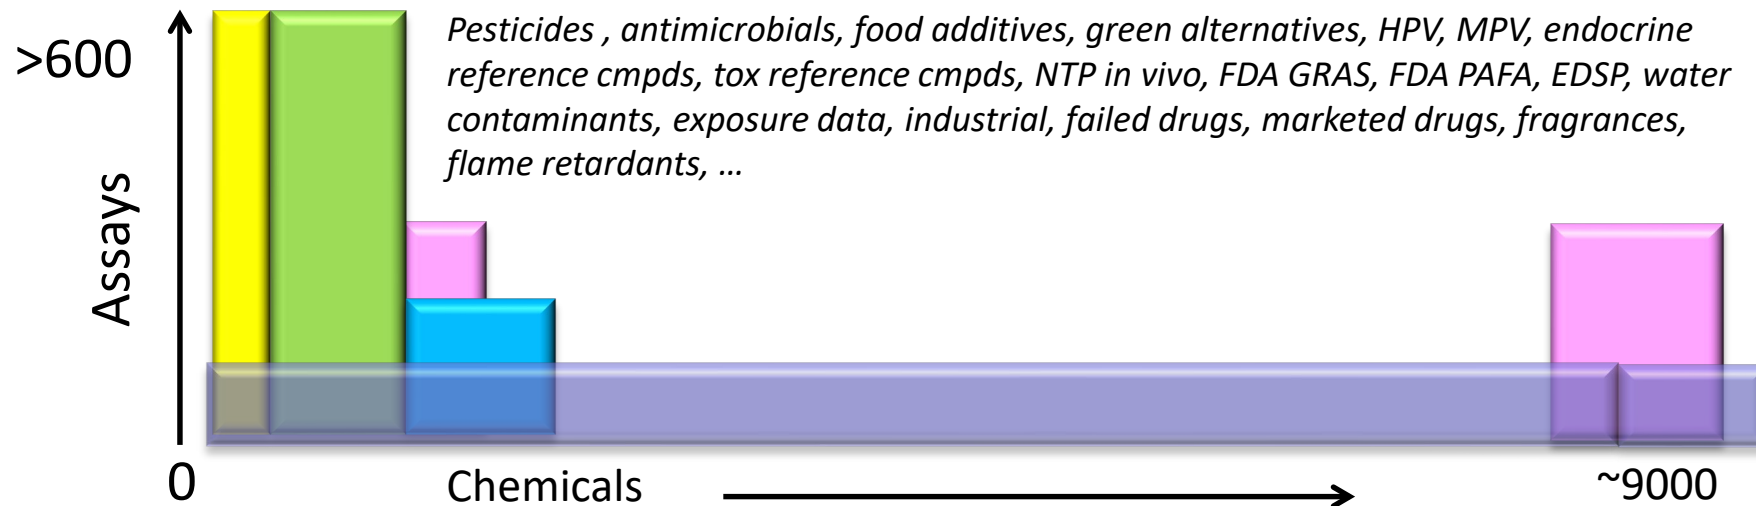 >600
Pesticides , antimicrobials, food additives, green alternatives, HPV, MPV, endocrine
reference cmpds, tox reference cmpds, NTP in vivo, FDA GRAS, FDA PAFA, EDSP, water
contaminants, exposure data, industrial, failed drugs, marketed drugs, fragrances,
flame retardants, ...
Assays
0
Chemicals
~9000